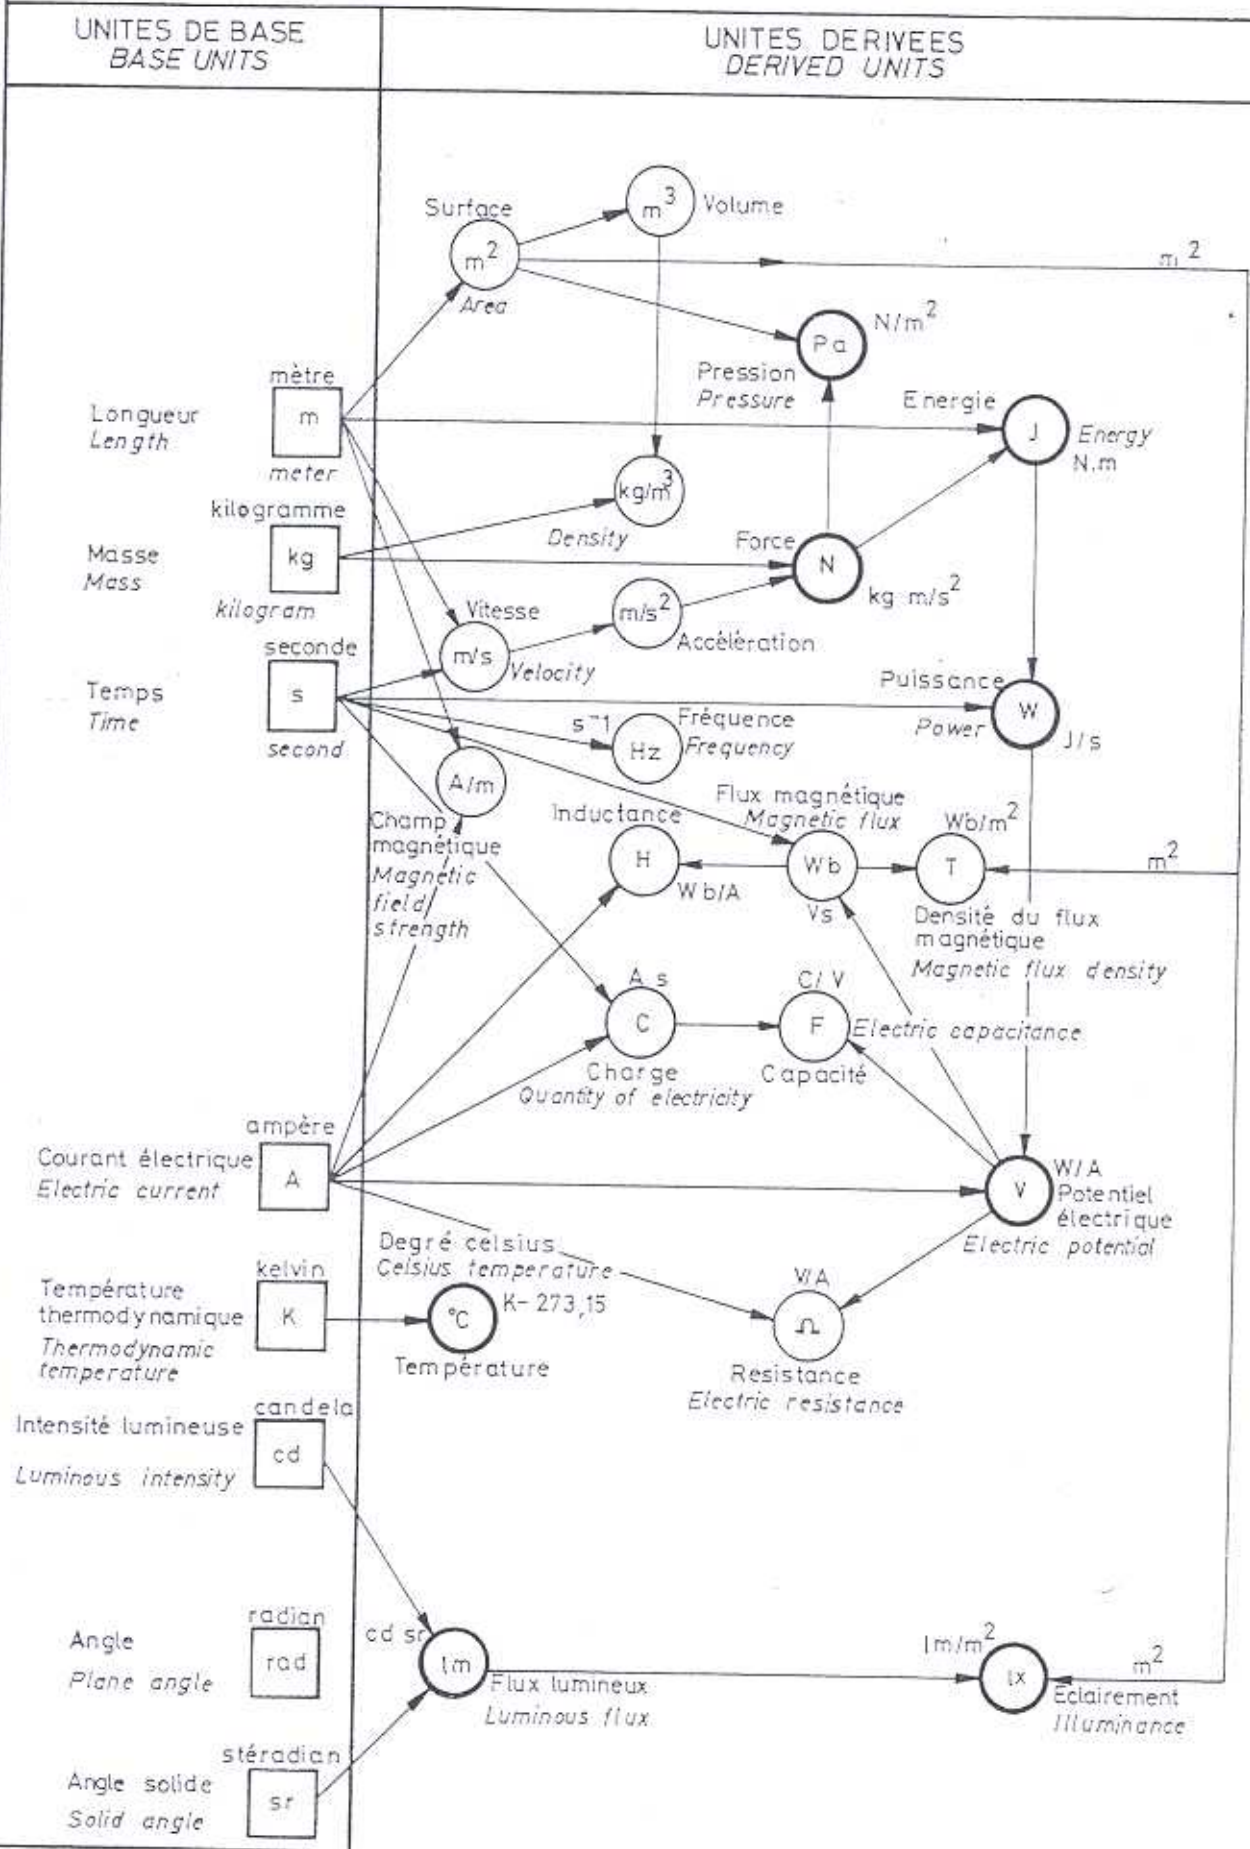 UNITES DE BASE
BASE UNITS
UNITES DERIVEES
DERIVED UNITS
m³
Volume
Surface
m²
Area
m²
N/m²
Pa
Pression
Pressure
mètre
Longueur
Length
m
meter
Energie
J
Energy
N.m
kg/m³
Density
kilogramme
Masse
Mass
kg
kilogram
Force
N
kg m/s²
m/s²
Accélération
Vitesse
m/s
Velocity
seconde
Temps
Time
s
second
Puissance
Power
W
J/s
s⁻¹
Hz
Fréquence
Frequency
A/m
Champ
magnétique
Magnetic
field
strength
Inductance
H
Wb/A
Flux magnétique
Magnetic flux
Wb
Vs
Wb/m²
T
m²
Densité du flux
magnétique
Magnetic flux density
A s
C
Charge
Quantity of electricity
C/V
F
Electric capacitance
Capacité
ampère
Courant électrique
Electric current
A
V
W/A
Potentiel
électrique
Electric potential
Degré celsius
Celsius temperature
kelvin
Température
thermodynamique
Thermodynamic
temperature
K
°C
K-273,15
Température
V/A
Ω
Resistance
Electric resistance
candela
Intensité lumineuse
Luminous intensity
cd
radian
Angle
Plane angle
rad
cd sr
lm
Flux lumineux
Luminous flux
lm/m²
lx
m²
Eclairement
Illuminance
stéradian
Angle solide
Solid angle
sr